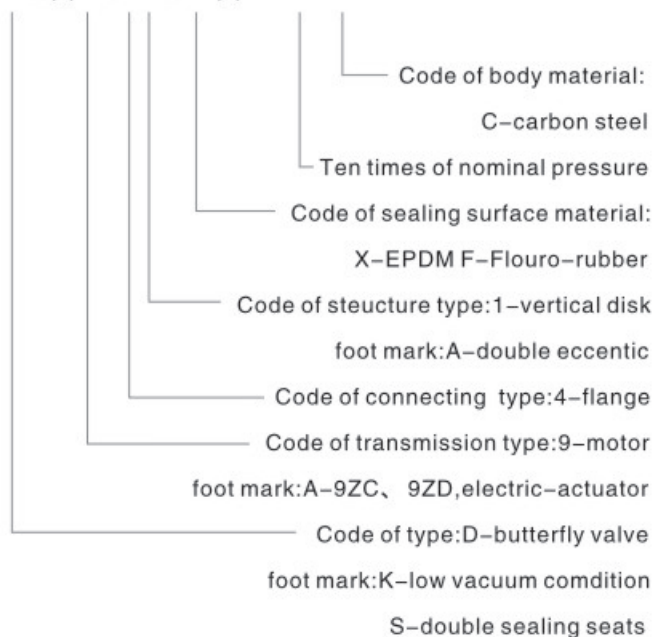 Code of body material:
C–carbon steel
Ten times of nominal pressure
Code of sealing surface material:
X–EPDM F–Flouro–rubber
Code of steucture type:1–vertical disk
foot mark:A–double eccentic
Code of connecting type:4–flange
Code of transmission type:9–motor
foot mark:A–9ZC、 9ZD,electric–actuator
Code of type:D–butterfly valve
foot mark:K–low vacuum comdition
S–double sealing seats